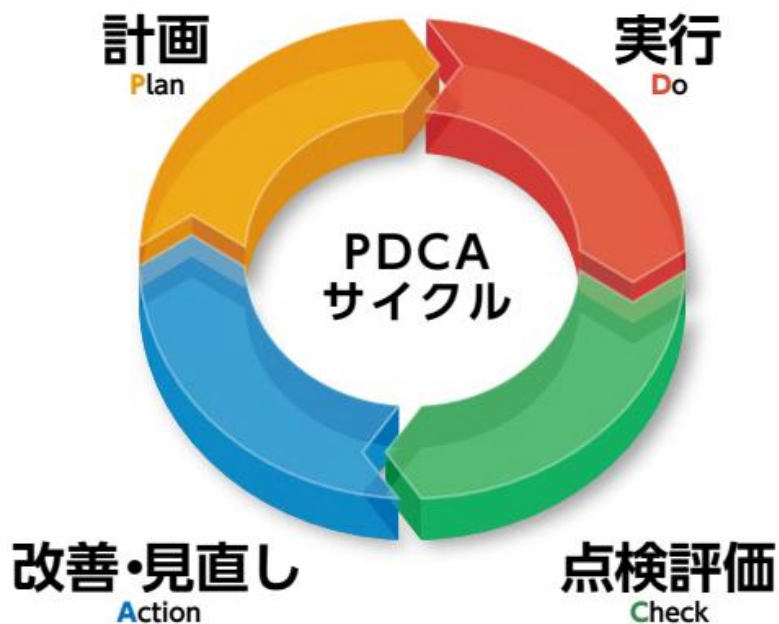 計画
Plan
実行
Do
PDCA
サイクル
改善・見直し
Action
点検評価
Check